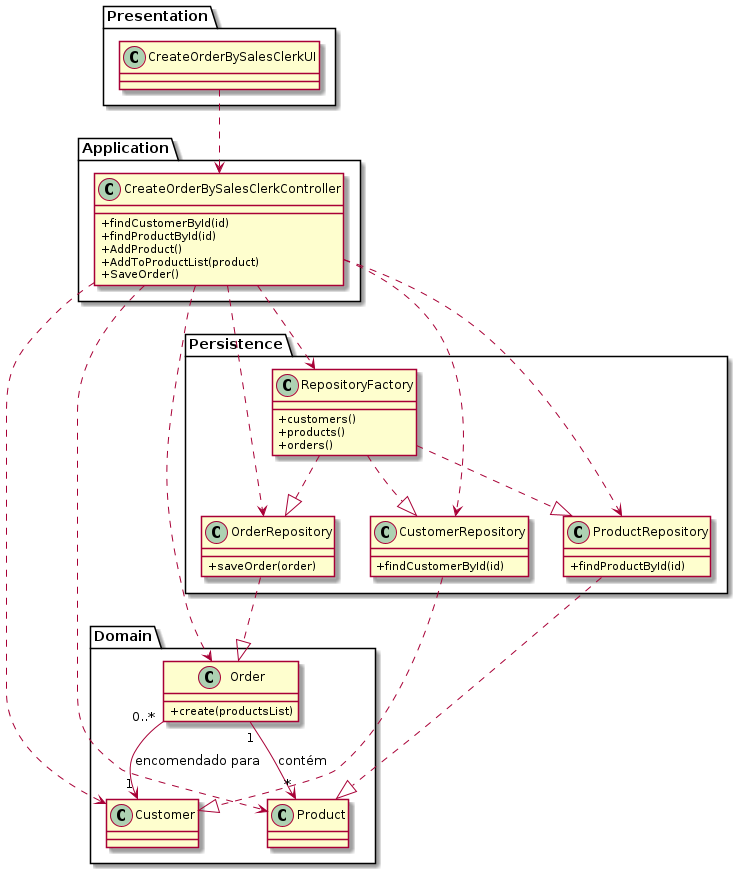 Presentation
C CreateOrderBySalesClerkUI
Application
C CreateOrderBySalesClerkController
+findCustomerById(id)
+findProductById(id)
+AddProduct()
+AddToProductList(product)
+SaveOrder()
Persistence
C RepositoryFactory
+customers()
+products()
+orders()
C OrderRepository
+saveOrder(order)
C CustomerRepository
+findCustomerById(id)
C ProductRepository
+findProductById(id)
Domain
C Order
+create(productsList)
0..*
1
encomendado para
contém
1
*
C Customer
C Product